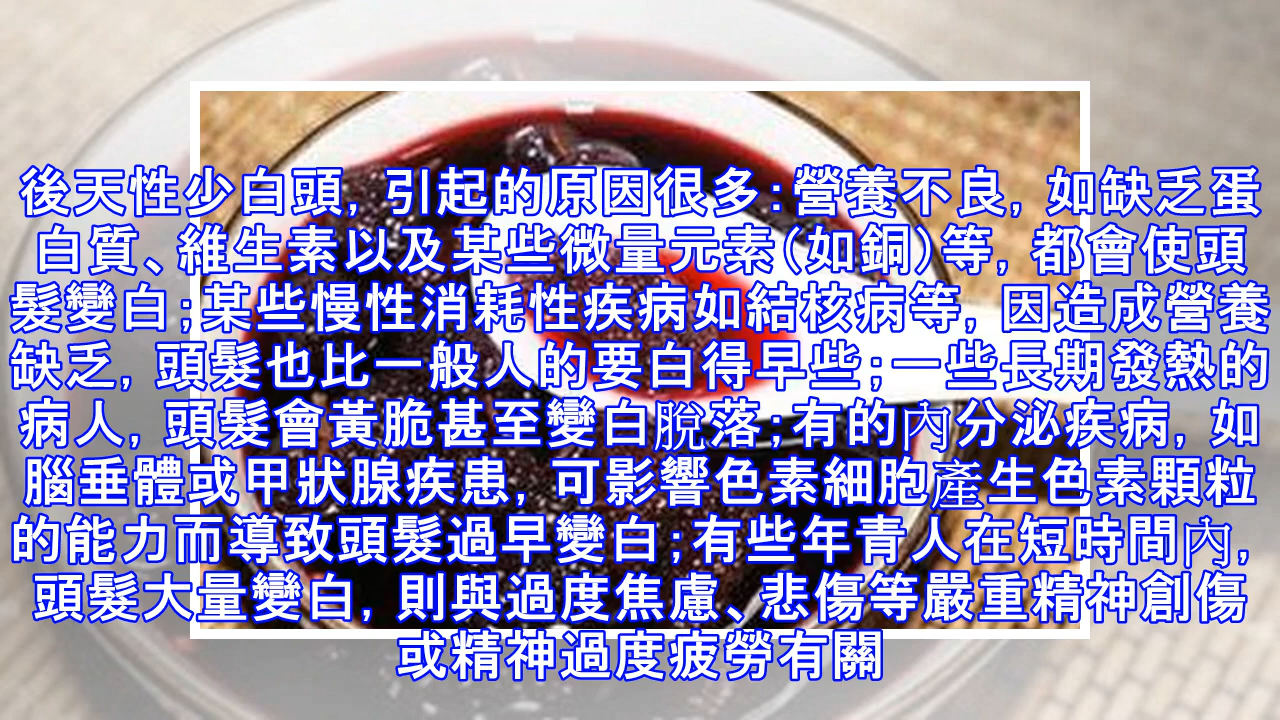 後天性少白頭, 引起的原因很多:營養不良, 如缺乏蛋
白質、維生素以及某些微量元素(如銅)等, 都會使頭
髮變白;某些慢性消耗性疾病如結核病等, 因造成營養
缺乏, 頭髮也比一般人的要白得早些;一些長期發熱的
病人, 頭髮會黃脆甚至變白脫落;有的內分泌疾病, 如
腦垂體或甲狀腺疾患, 可影響色素細胞產生色素顆粒
的能力而導致頭髮過早變白;有些年青人在短時間內,
頭髮大量變白, 則與過度焦慮、悲傷等嚴重精神創傷
或精神過度疲勞有關